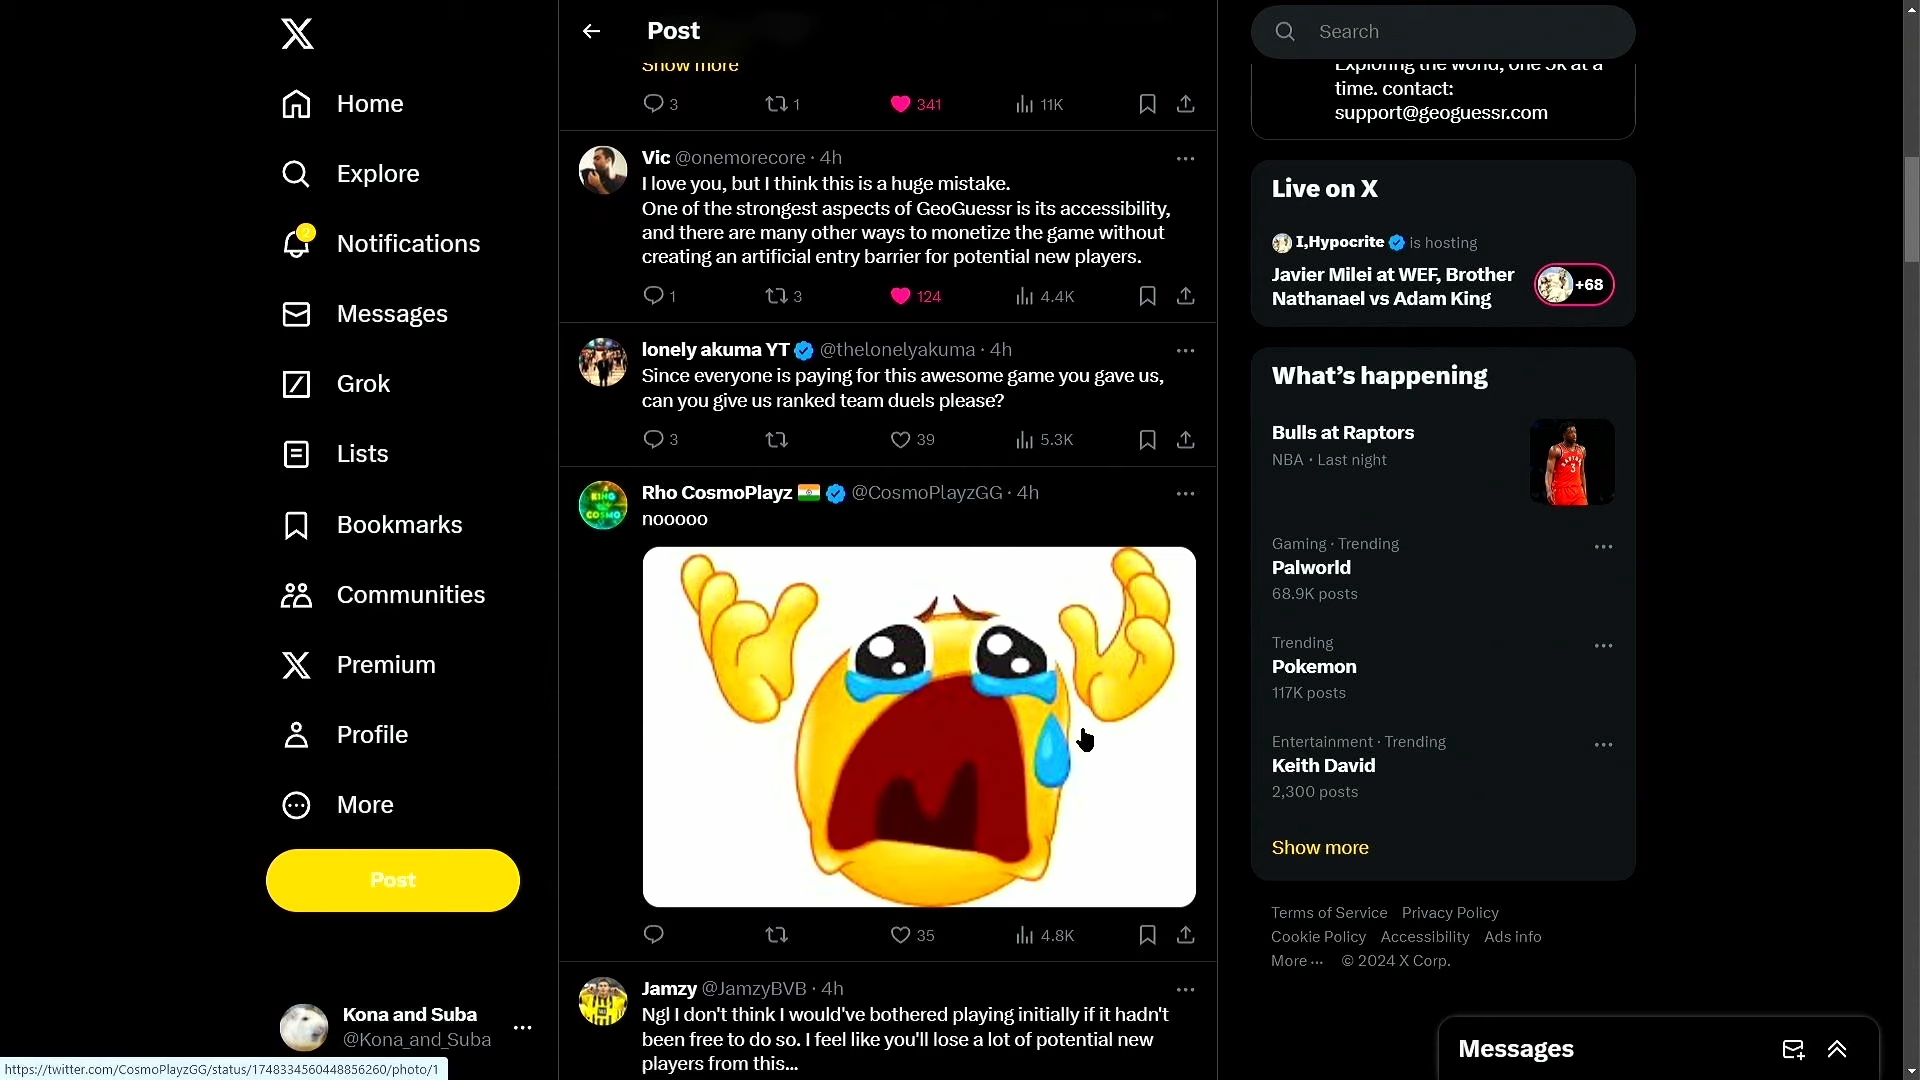 Post
Search
Home
Explore
Notifications
Messages
Grok
Lists
Bookmarks
Communities
Premium
Profile
More
Post
Kona and Suba
@Kona_and_Suba
https://twitter.com/CosmoPlayzGG/status/1748334560448856260/photo/1
Show more
3 1 341 11K
Vic @onemorecore · 4h
I love you, but I think this is a huge mistake.
One of the strongest aspects of GeoGuessr is its accessibility,
and there are many other ways to monetize the game without
creating an artificial entry barrier for potential new players.
1 3 124 4.4K
lonely akuma YT @thelonelyakuma · 4h
Since everyone is paying for this awesome game you gave us,
can you give us ranked team duels please?
3 39 5.3K
Rho CosmoPlayz @CosmoPlayzGG · 4h
nooooo
KING
COSMO
35 4.8K
Jamzy @JamzyBVB · 4h
Ngl I don't think I would've bothered playing initially if it hadn't
been free to do so. I feel like you'll lose a lot of potential new
players from this...
Exploring the world, one 5k at a
time. contact:
support@geoguessr.com
Live on X
I,Hypocrite is hosting
Javier Milei at WEF, Brother
Nathanael vs Adam King
+68
What's happening
Bulls at Raptors
NBA · Last night
Gaming · Trending
Palworld
68.9K posts
Trending
Pokemon
117K posts
Entertainment · Trending
Keith David
2,300 posts
Show more
Terms of Service Privacy Policy
Cookie Policy Accessibility Ads info
More ··· © 2024 X Corp.
Messages